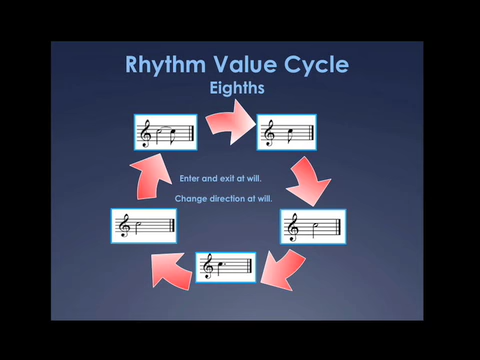 Rhythm Value Cycle
Eighths
Enter and exit at will.
Change direction at will.